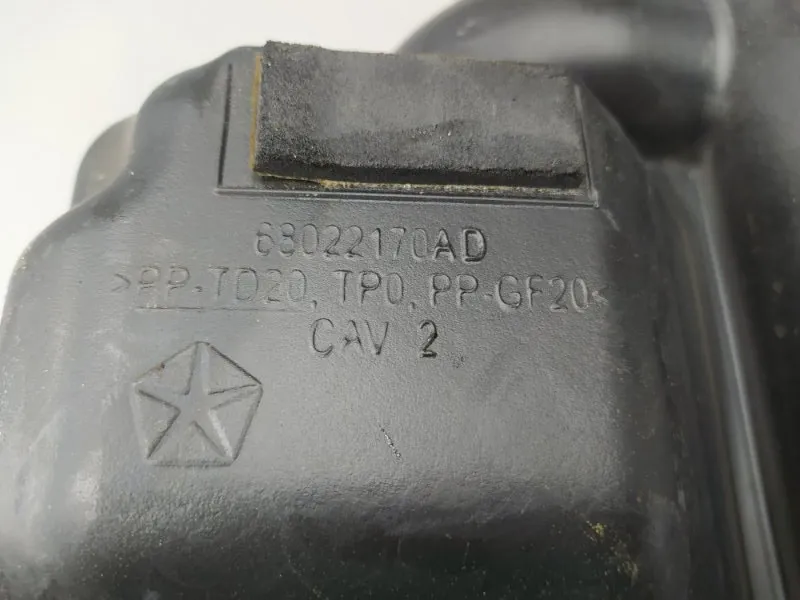 68022170AD
>PP-TD20, TPO, PP-GF20<
CAV 2